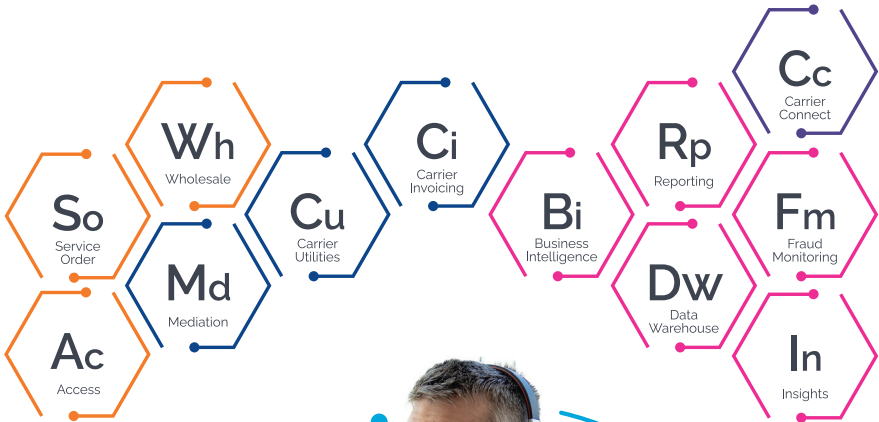 Cc
Carrier
Connect
Wh
Wholesale
Ci
Carrier
Invoicing
Rp
Reporting
So
Service
Order
Cu
Carrier
Utilities
Bi
Business
Intelligence
Fm
Fraud
Monitoring
Md
Mediation
Dw
Data
Warehouse
Ac
Access
In
Insights